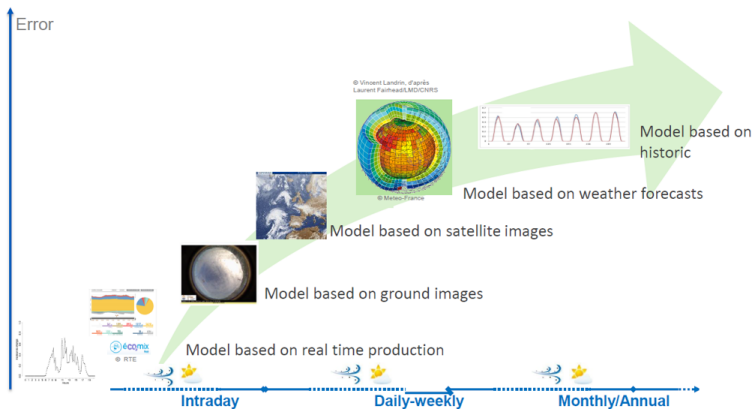 Error
© Vincent Landrin, d'après
Laurent Fairhead/LMD/CNRS
Model based on
historic
© Meteo-France
Model based on weather forecasts
Model based on satellite images
Model based on ground images
éco2mix
© RTE
Model based on real time production
Intraday
Daily-weekly
Monthly/Annual